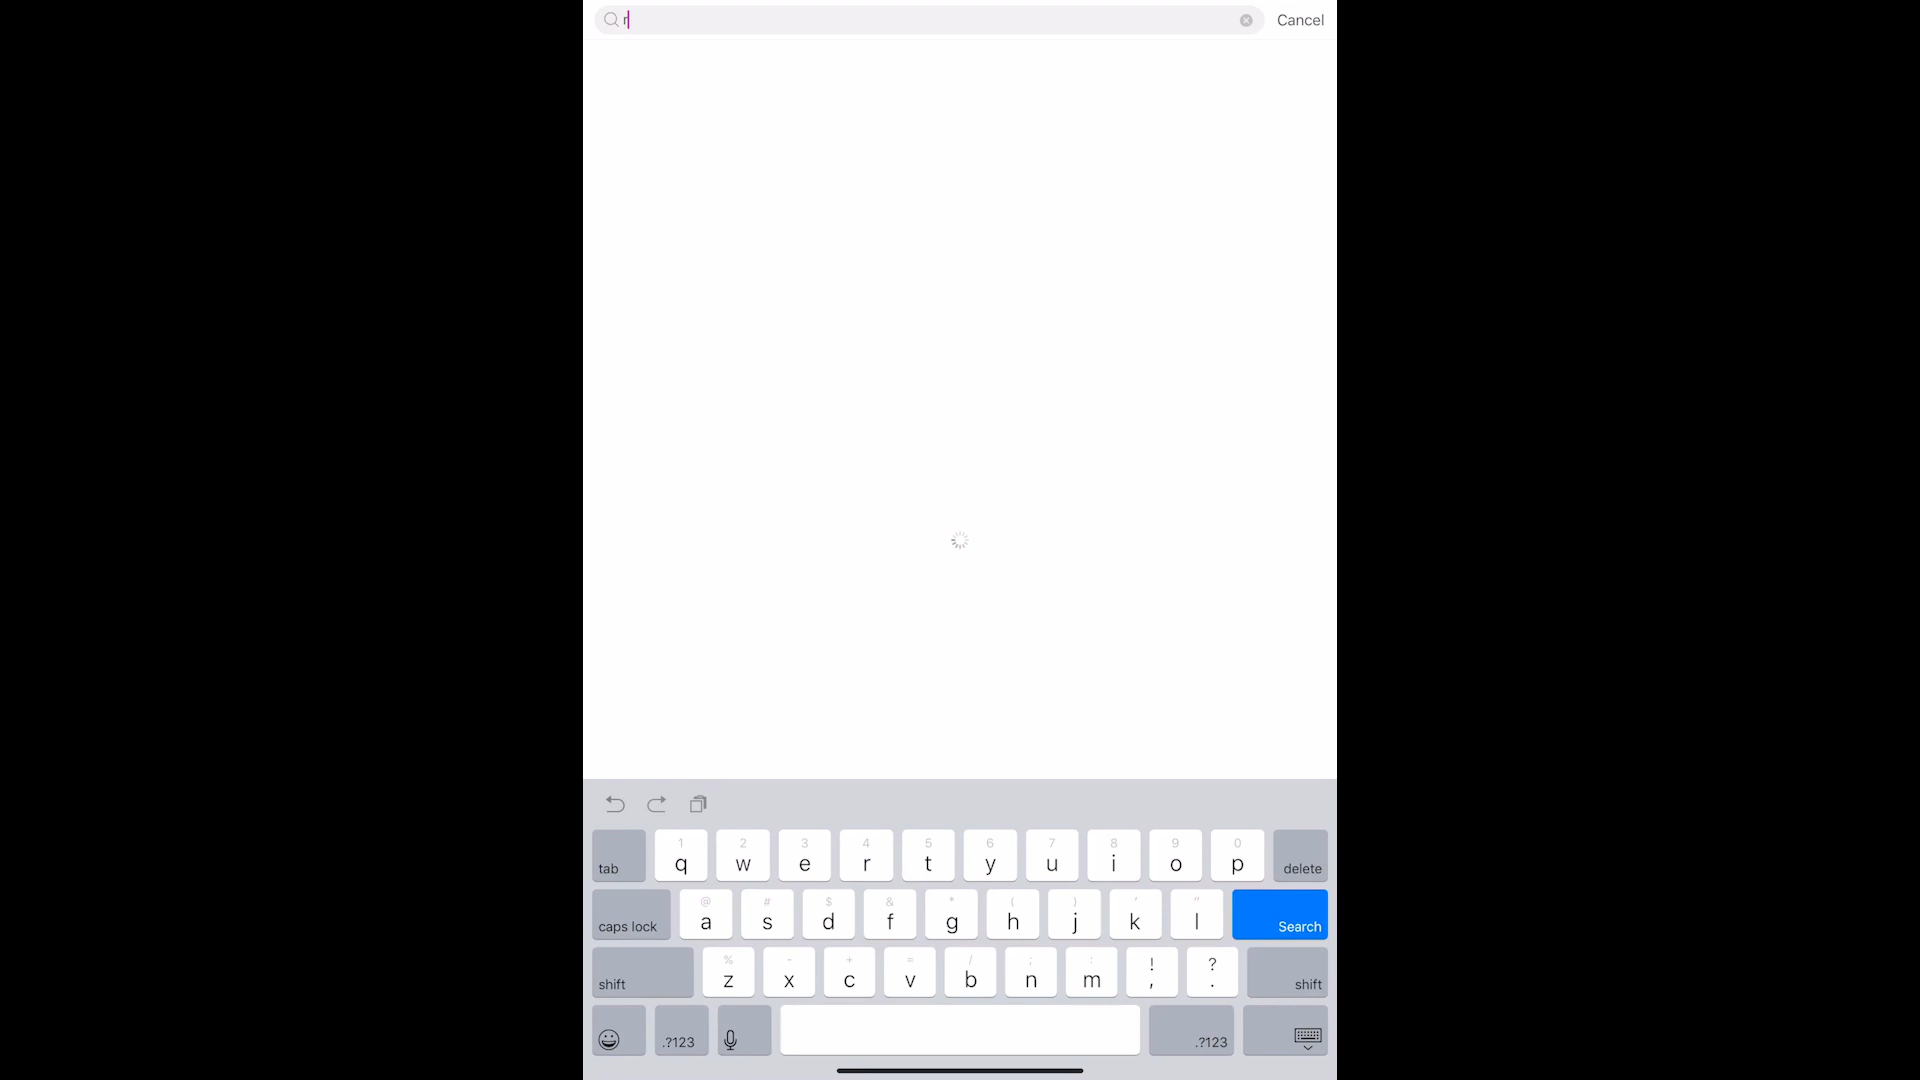 r
Cancel
1 2 3 4 5 6 7 8 9 0
tab q w e r t y u i o p delete
@ # $ & * ( ) ' "
caps lock a s d f g h j k l Search
% - + = / ; : ! ?
shift z x c v b n m , . shift
.?123 .?123